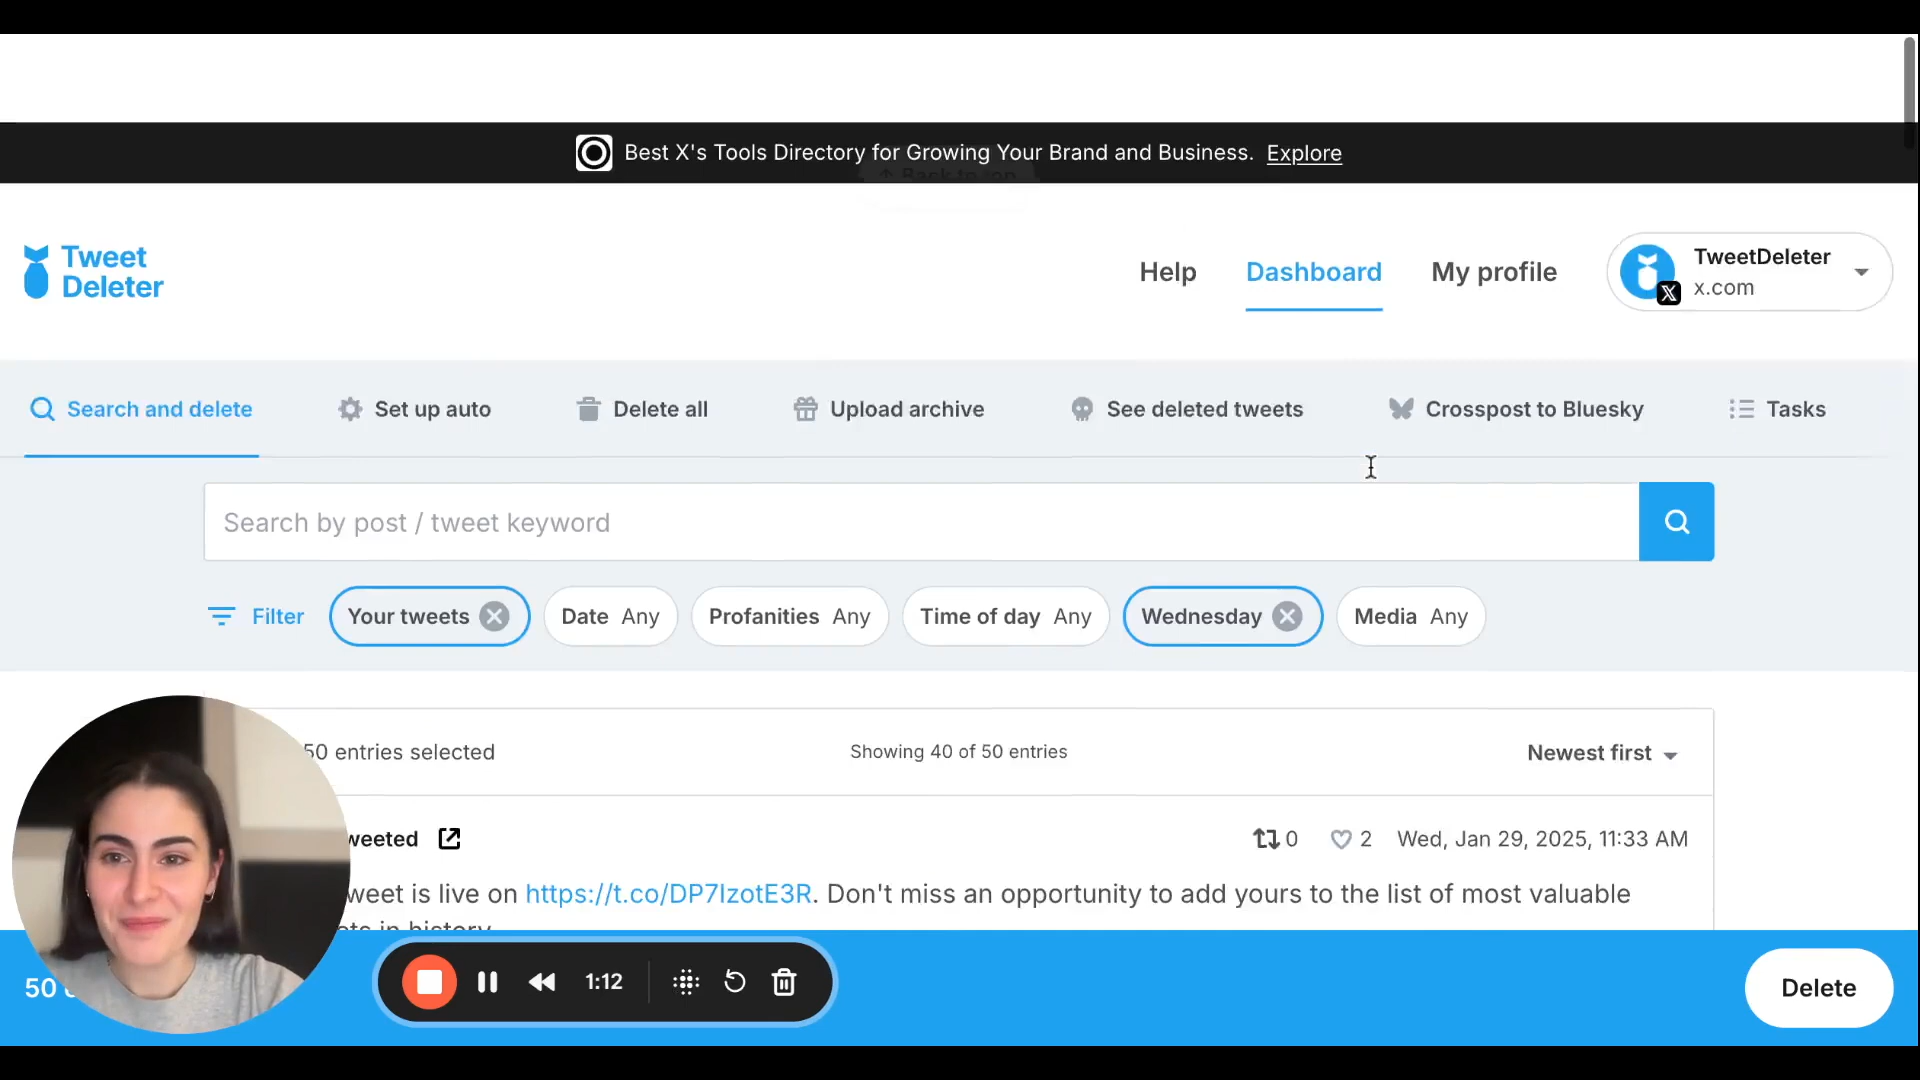 Best X's Tools Directory for Growing Your Brand and Business. Explore
Tweet
Deleter
Help Dashboard My profile
TweetDeleter
x.com
Search and delete Set up auto Delete all Upload archive See deleted tweets Crosspost to Bluesky Tasks
Search by post / tweet keyword
Filter Your tweets Date Any Profanities Any Time of day Any Wednesday Media Any
50 entries selected Showing 40 of 50 entries Newest first
weeted 0 2 Wed, Jan 29, 2025, 11:33 AM
weet is live on https://t.co/DP7IzotE3R. Don't miss an opportunity to add yours to the list of most valuable
in history
50
1:12
Delete